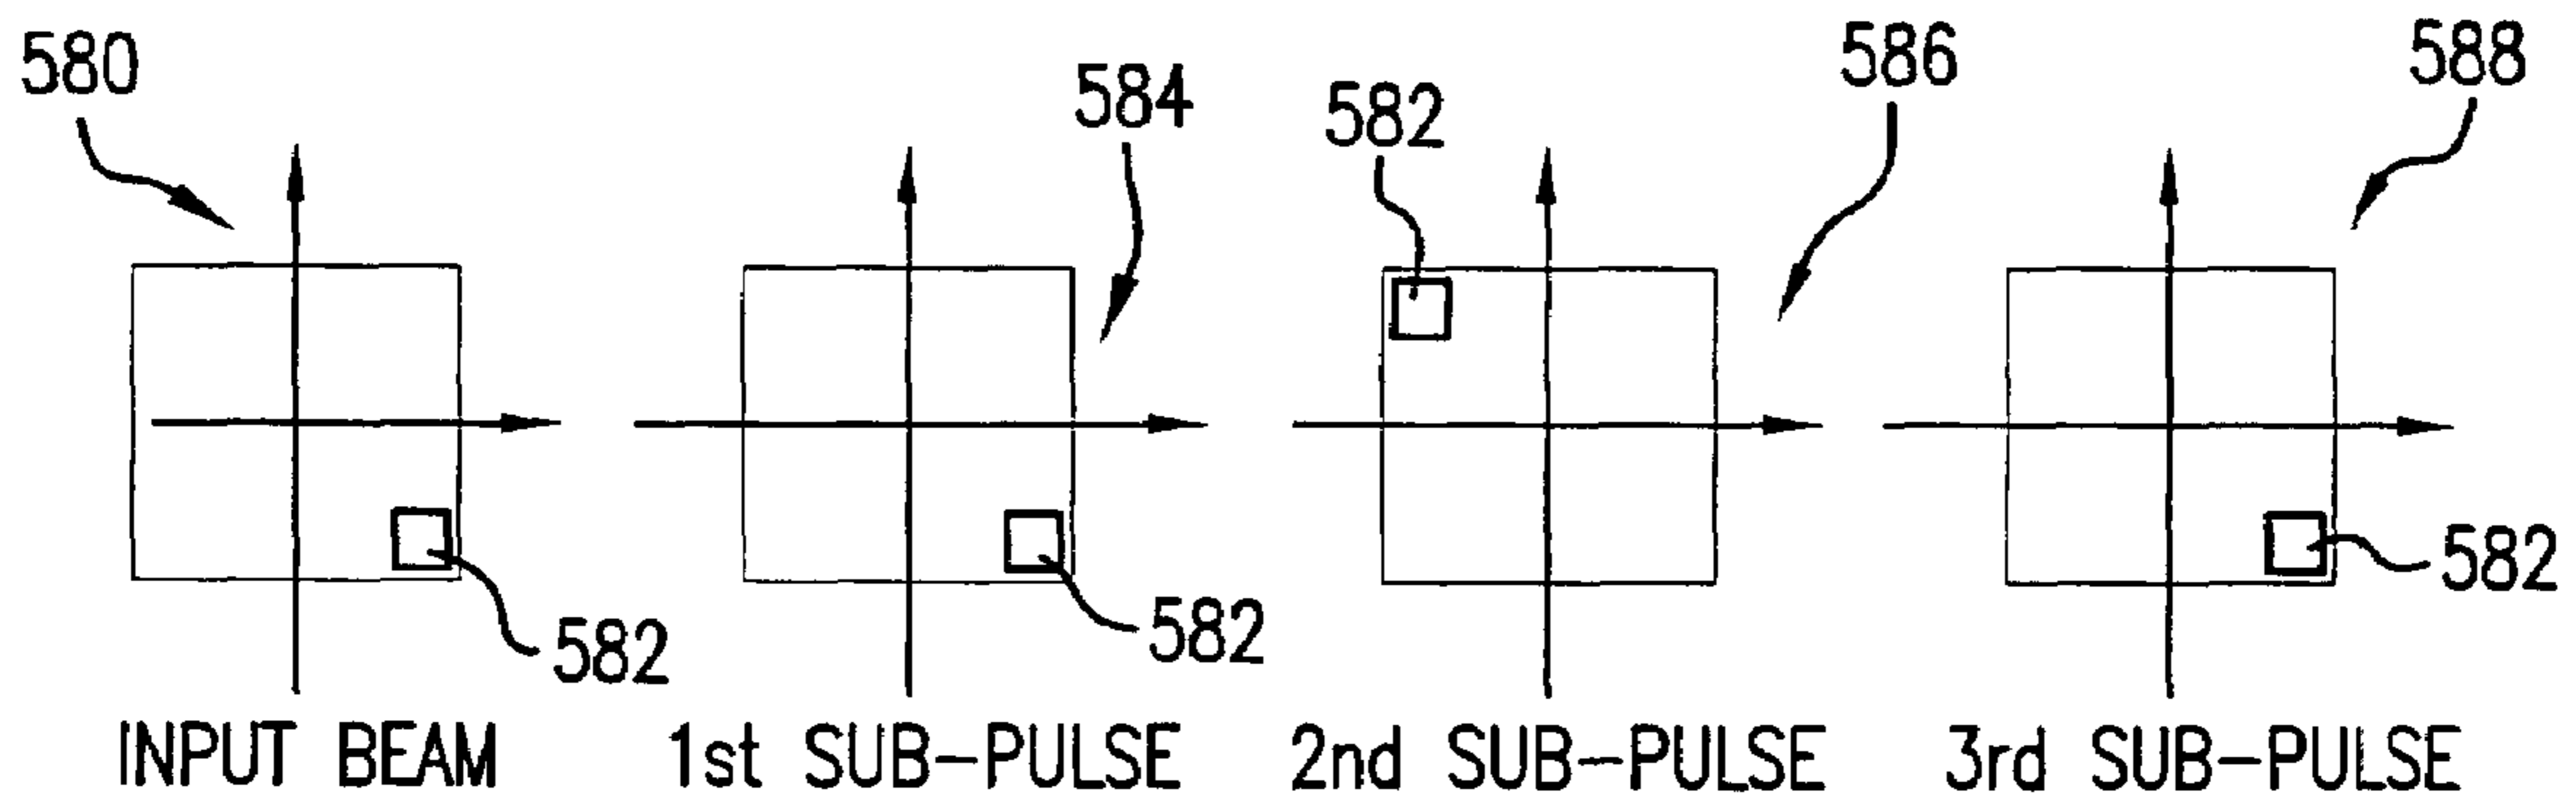 580
584
582
586
588
582
582
582
INPUT BEAM
1st SUB-PULSE
2nd SUB-PULSE
3rd SUB-PULSE